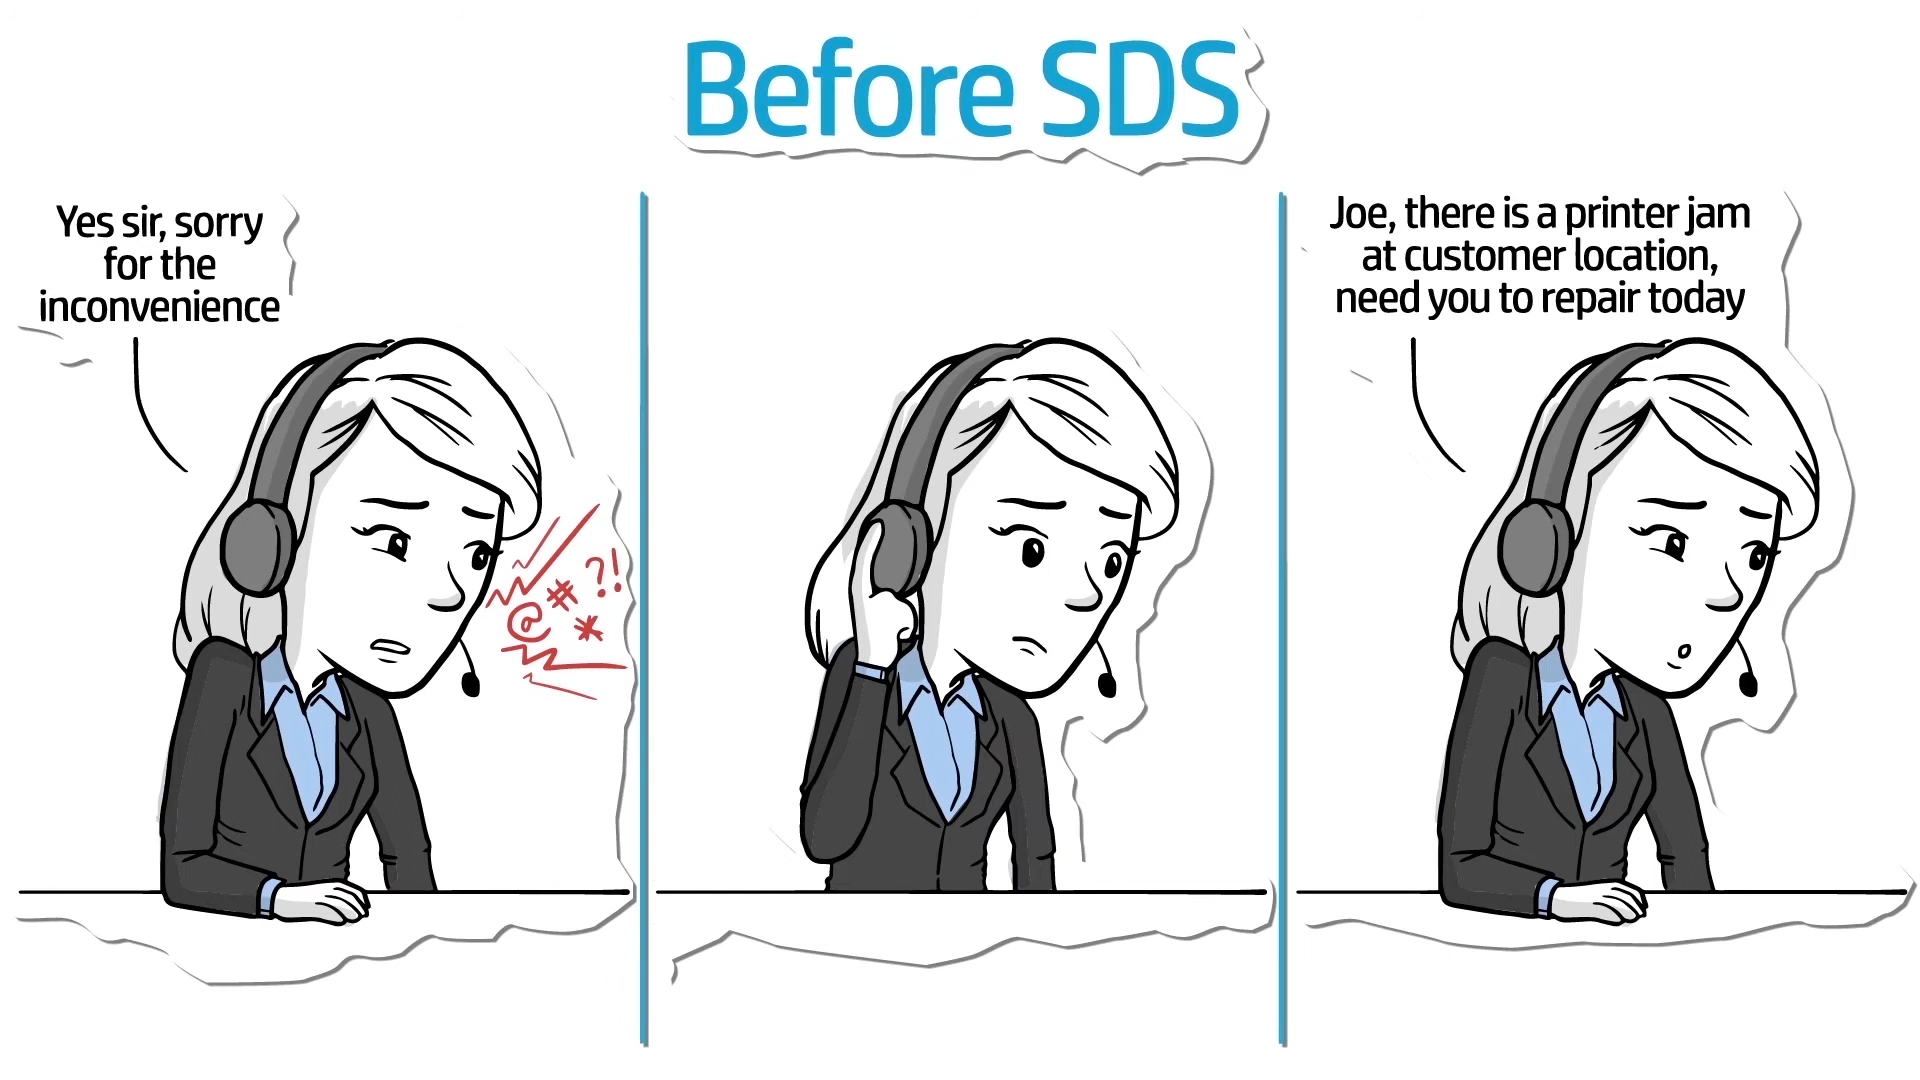 Before SDS
Yes sir, sorry
for the
inconvenience
@#?!
*
Joe, there is a printer jam
at customer location,
need you to repair today